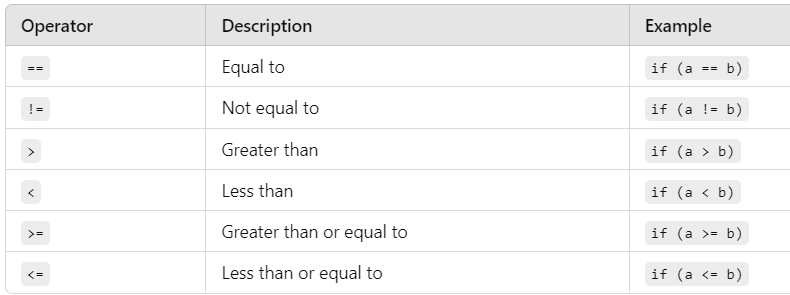 Operator Description Example
== Equal to if (a == b)
!= Not equal to if (a != b)
> Greater than if (a > b)
< Less than if (a < b)
>= Greater than or equal to if (a >= b)
<= Less than or equal to if (a <= b)